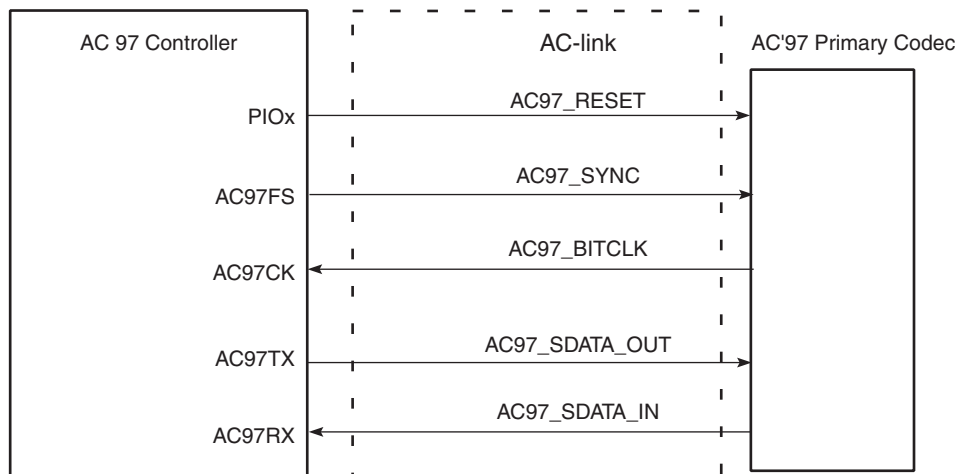 AC 97 Controller
AC-link
AC'97 Primary Codec
PIOx
AC97_RESET
AC97FS
AC97_SYNC
AC97CK
AC97_BITCLK
AC97TX
AC97_SDATA_OUT
AC97RX
AC97_SDATA_IN